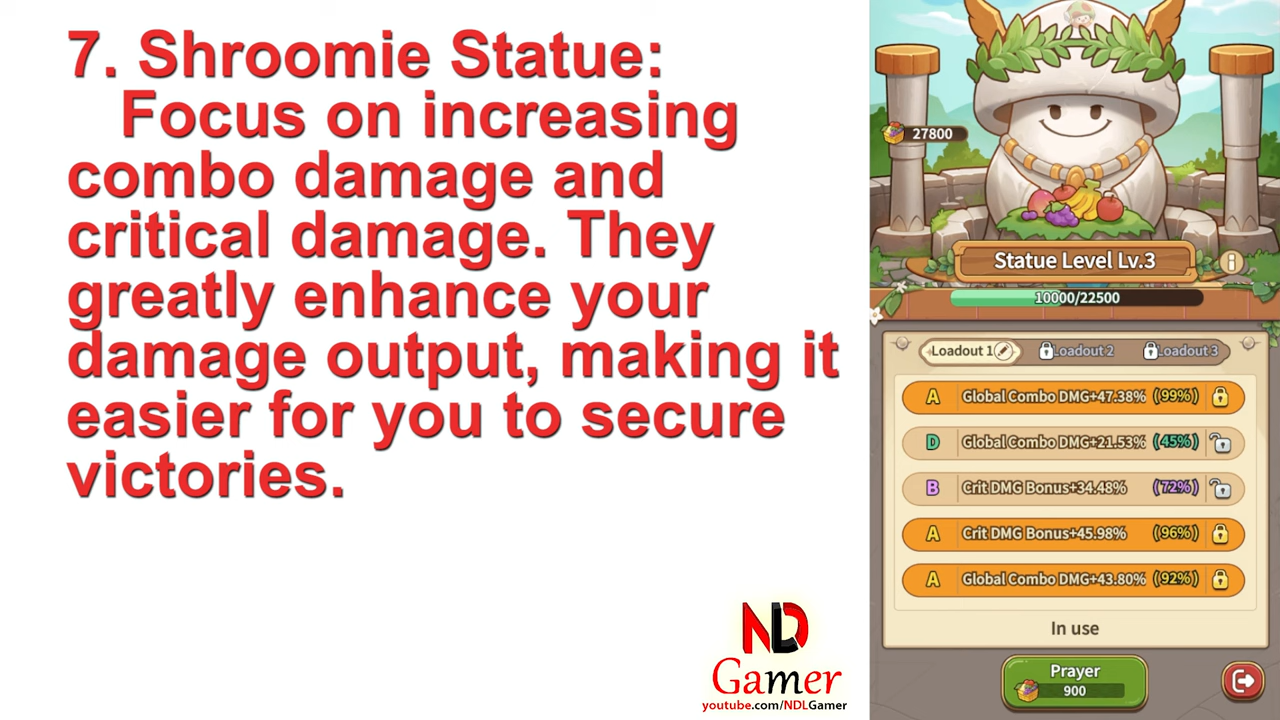 7. Shroomie Statue:
Focus on increasing
combo damage and
critical damage. They
greatly enhance your
damage output, making it
easier for you to secure
victories.
ND
Gamer
youtube.com/NDLGamer
27800
Statue Level Lv.3
10000/22500
Loadout 1 Loadout 2 Loadout 3
A Global Combo DMG+47.38% (99%)
D Global Combo DMG+21.53% (45%)
B Crit DMG Bonus+34.48% (72%)
A Crit DMG Bonus+45.98% (96%)
A Global Combo DMG+43.80% (92%)
In use
Prayer
900